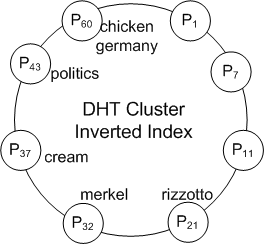 P60 chicken P1
germany
P43 politics P7
DHT Cluster
Inverted Index
P37 cream P11
merkel rizzotto
P32 P21